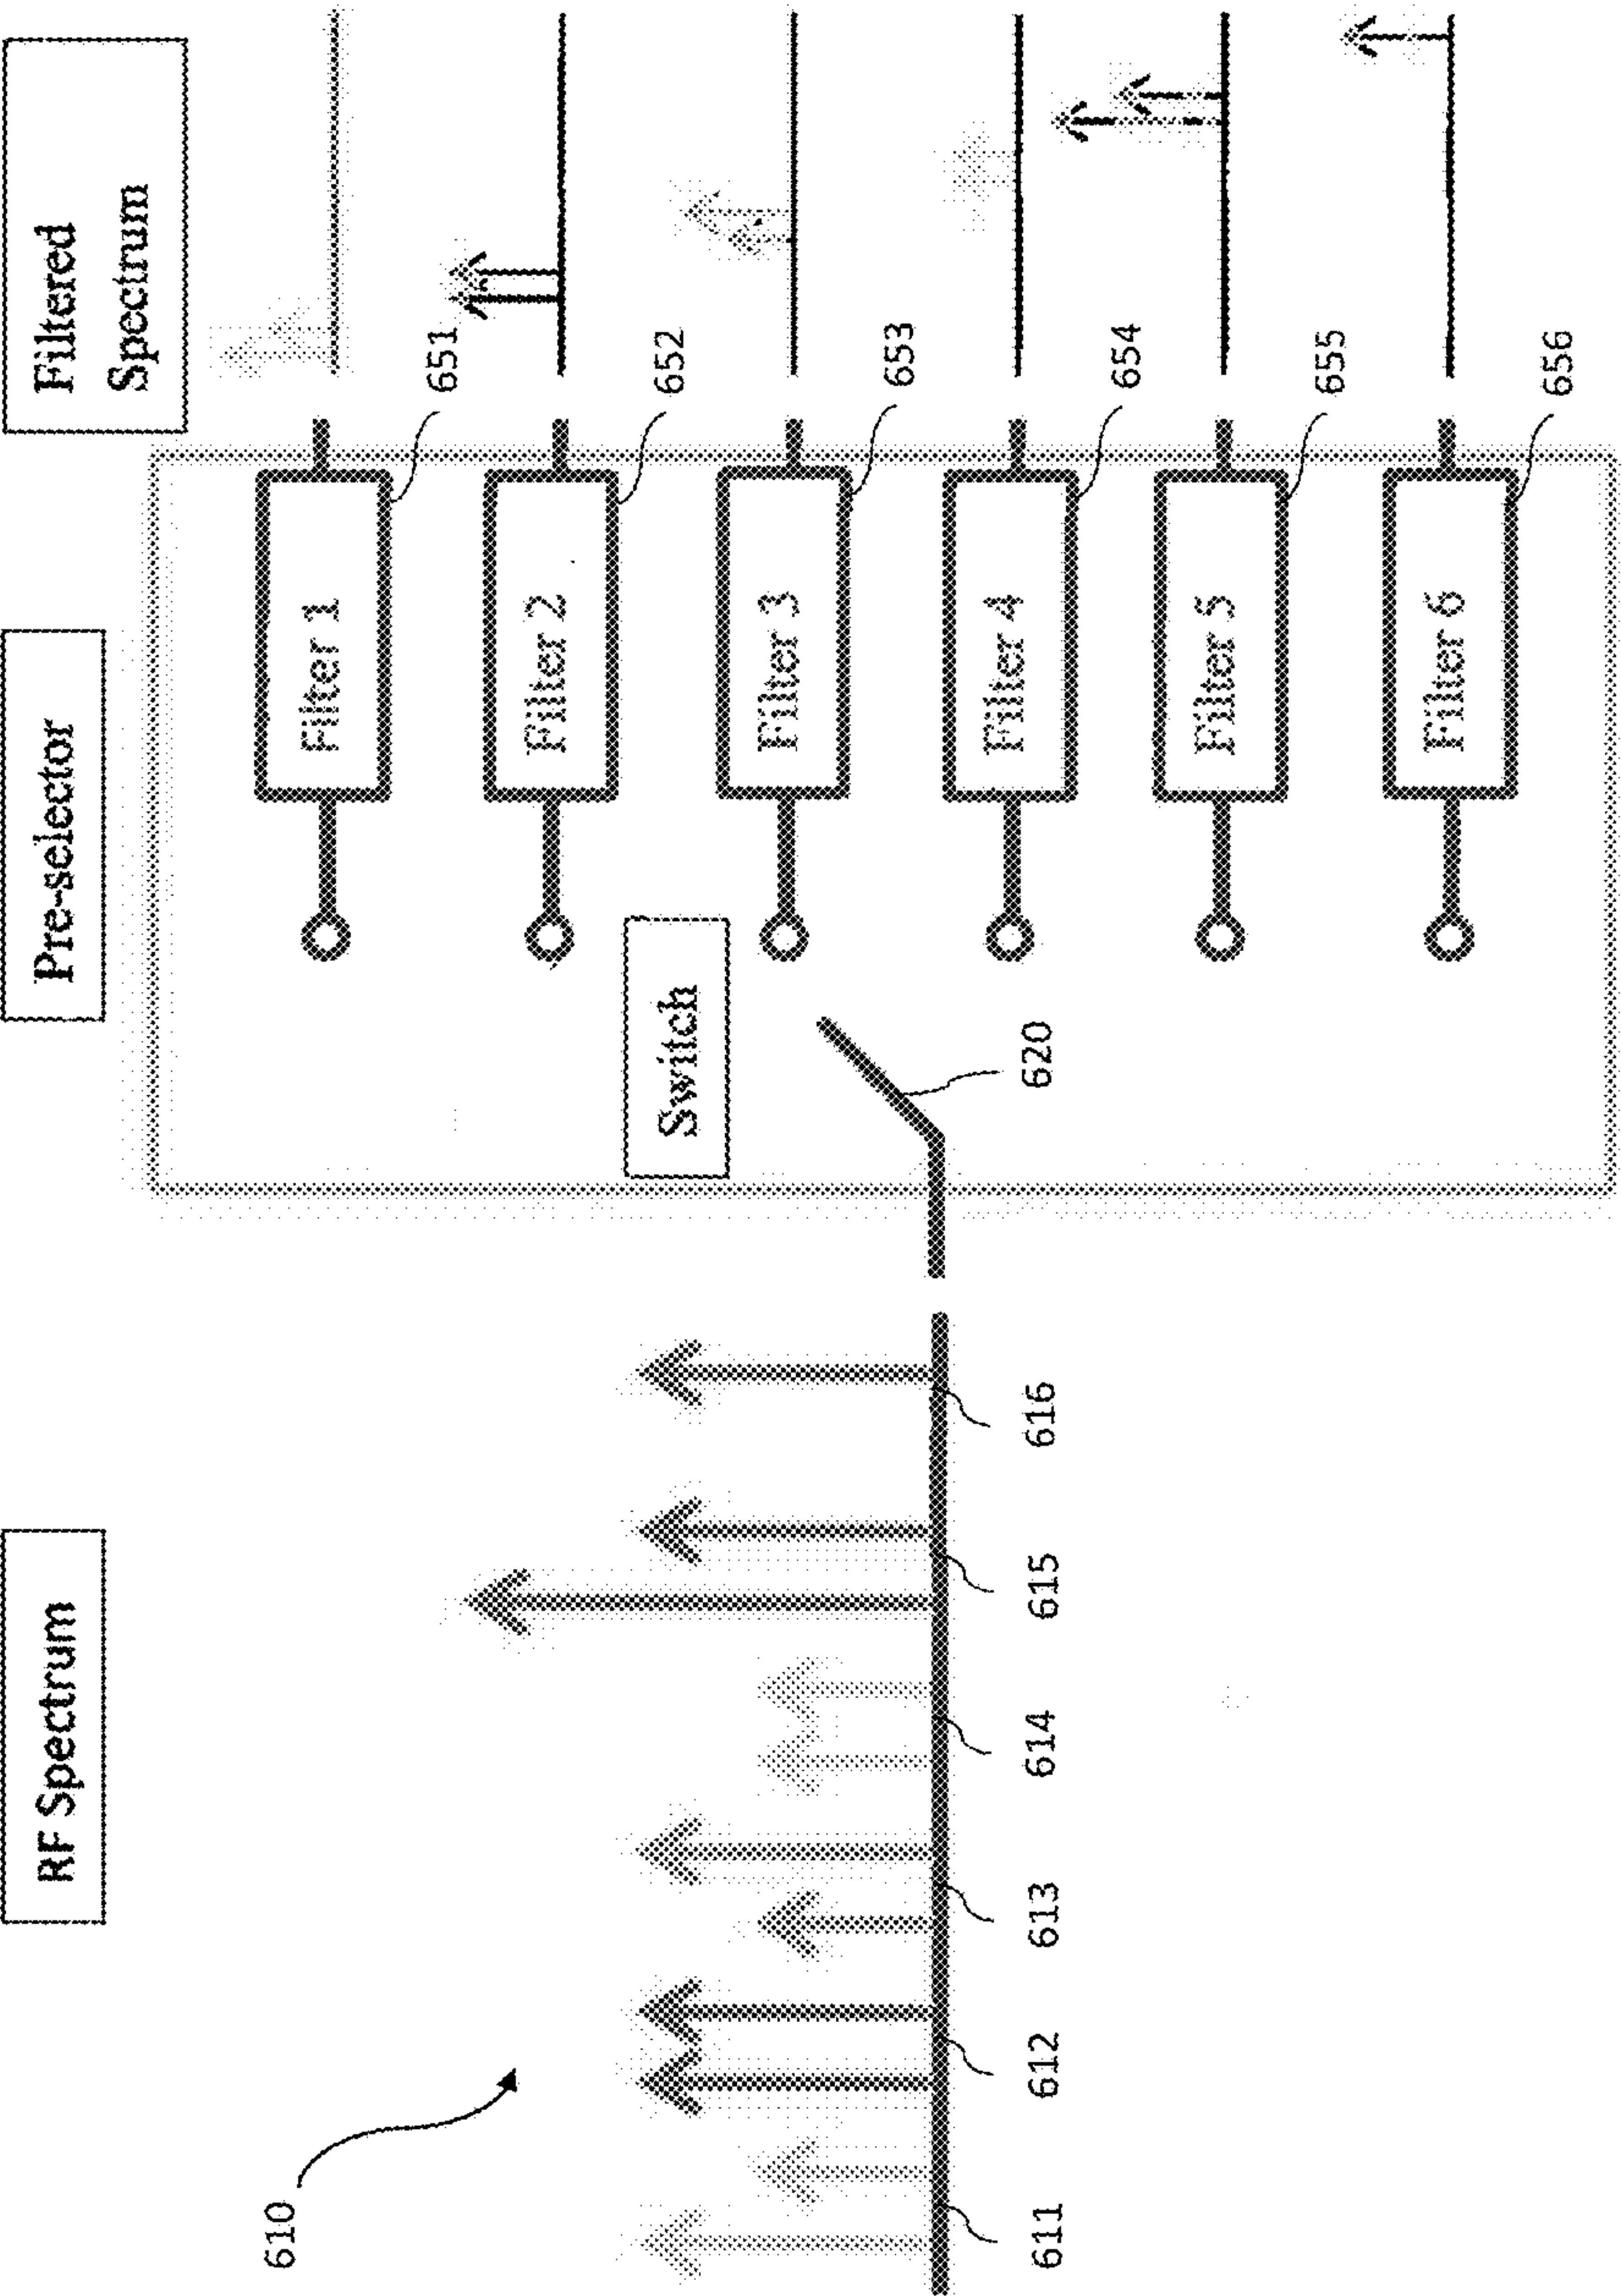 RF Spectrum
Pre-selector
Filtered
Spectrum
610
Switch
Filter 1
651
Filter 2
652
Filter 3
653
Filter 4
654
Filter 5
655
Filter 6
656
620
611
612
613
614
615
616